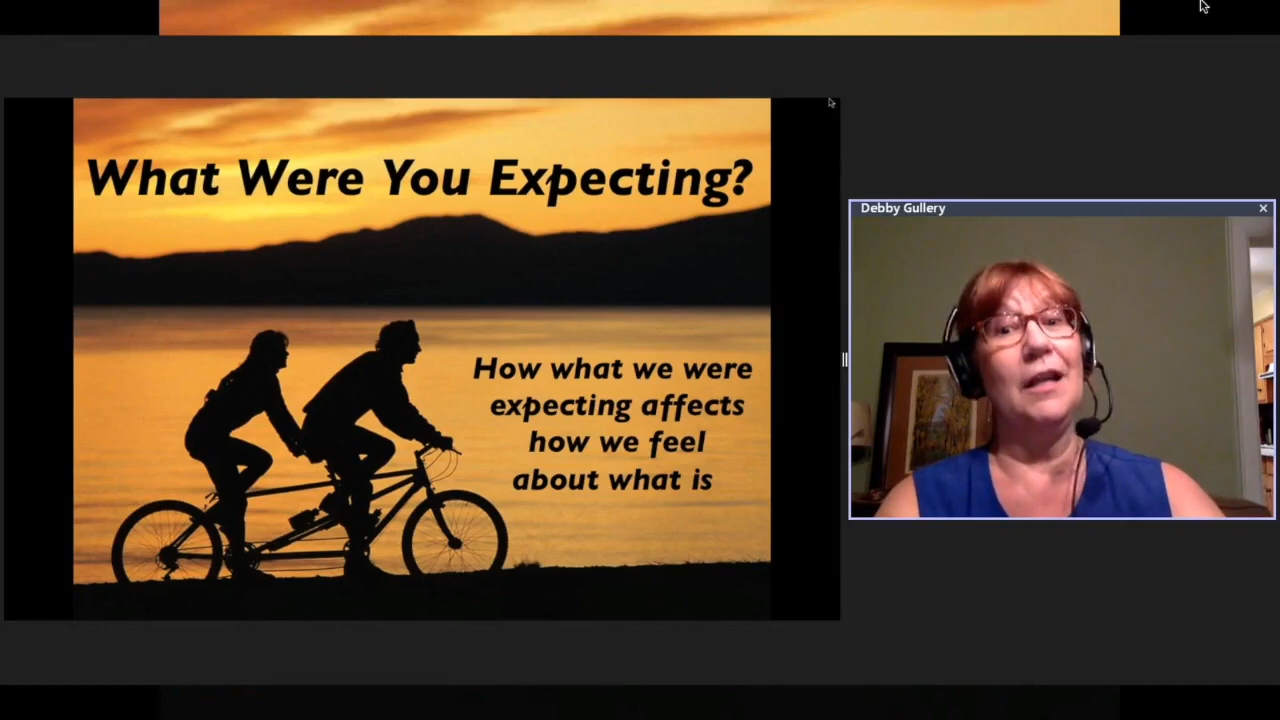 What Were You Expecting?
How what we were
expecting affects
how we feel
about what is
Debby Gullery